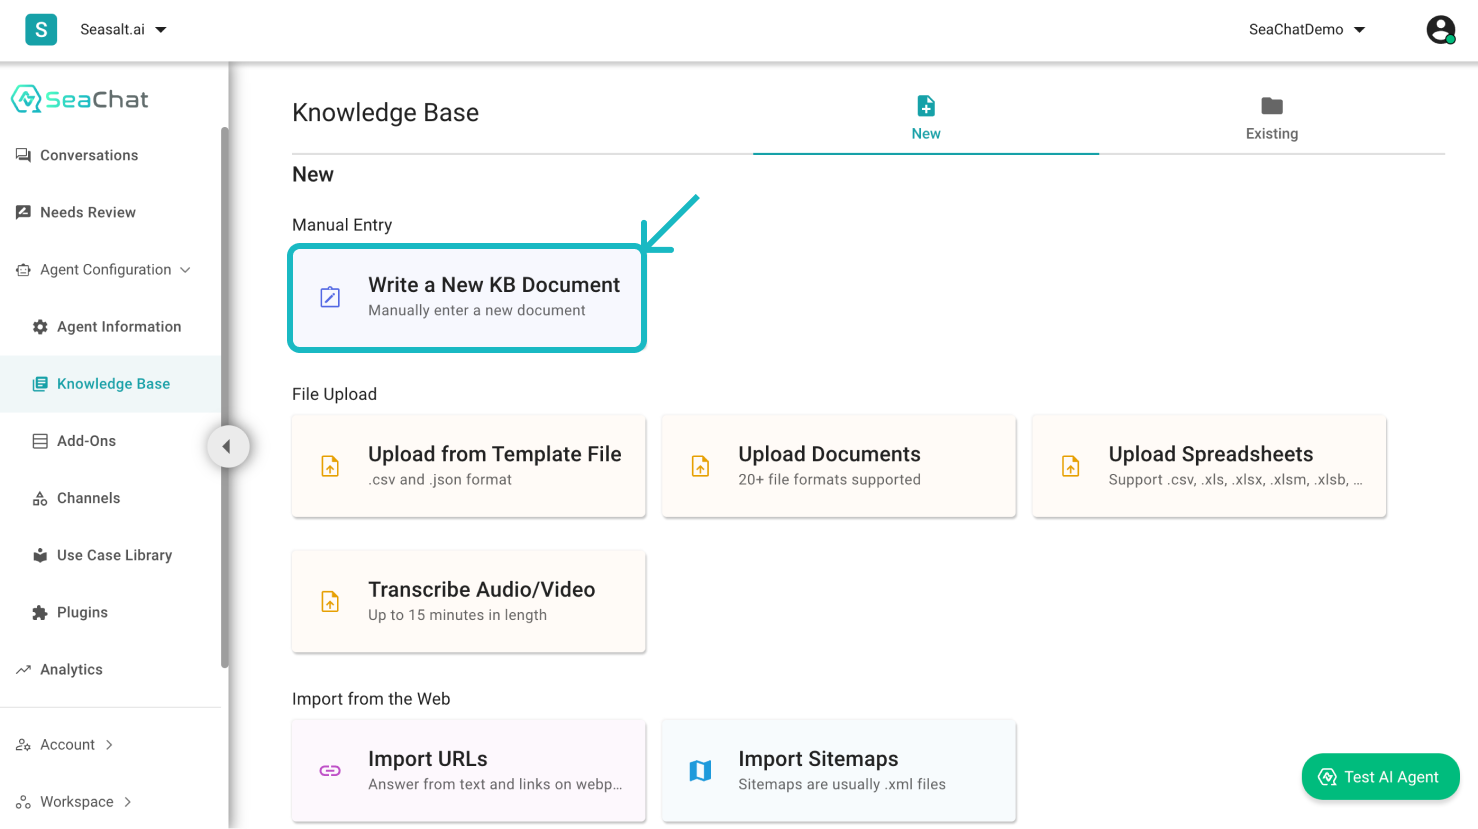 S
Seasalt.ai
SeaChatDemo
SeaChat
Conversations
Needs Review
Agent Configuration
Agent Information
Knowledge Base
Add-Ons
Channels
Use Case Library
Plugins
Analytics
Account
Workspace
Knowledge Base
New
Existing
New
Manual Entry
Write a New KB Document
Manually enter a new document
File Upload
Upload from Template File
.csv and .json format
Upload Documents
20+ file formats supported
Upload Spreadsheets
Support .csv, .xls, .xlsx, .xlsm, .xlsb, ...
Transcribe Audio/Video
Up to 15 minutes in length
Import from the Web
Import URLs
Answer from text and links on webp...
Import Sitemaps
Sitemaps are usually .xml files
Test AI Agent